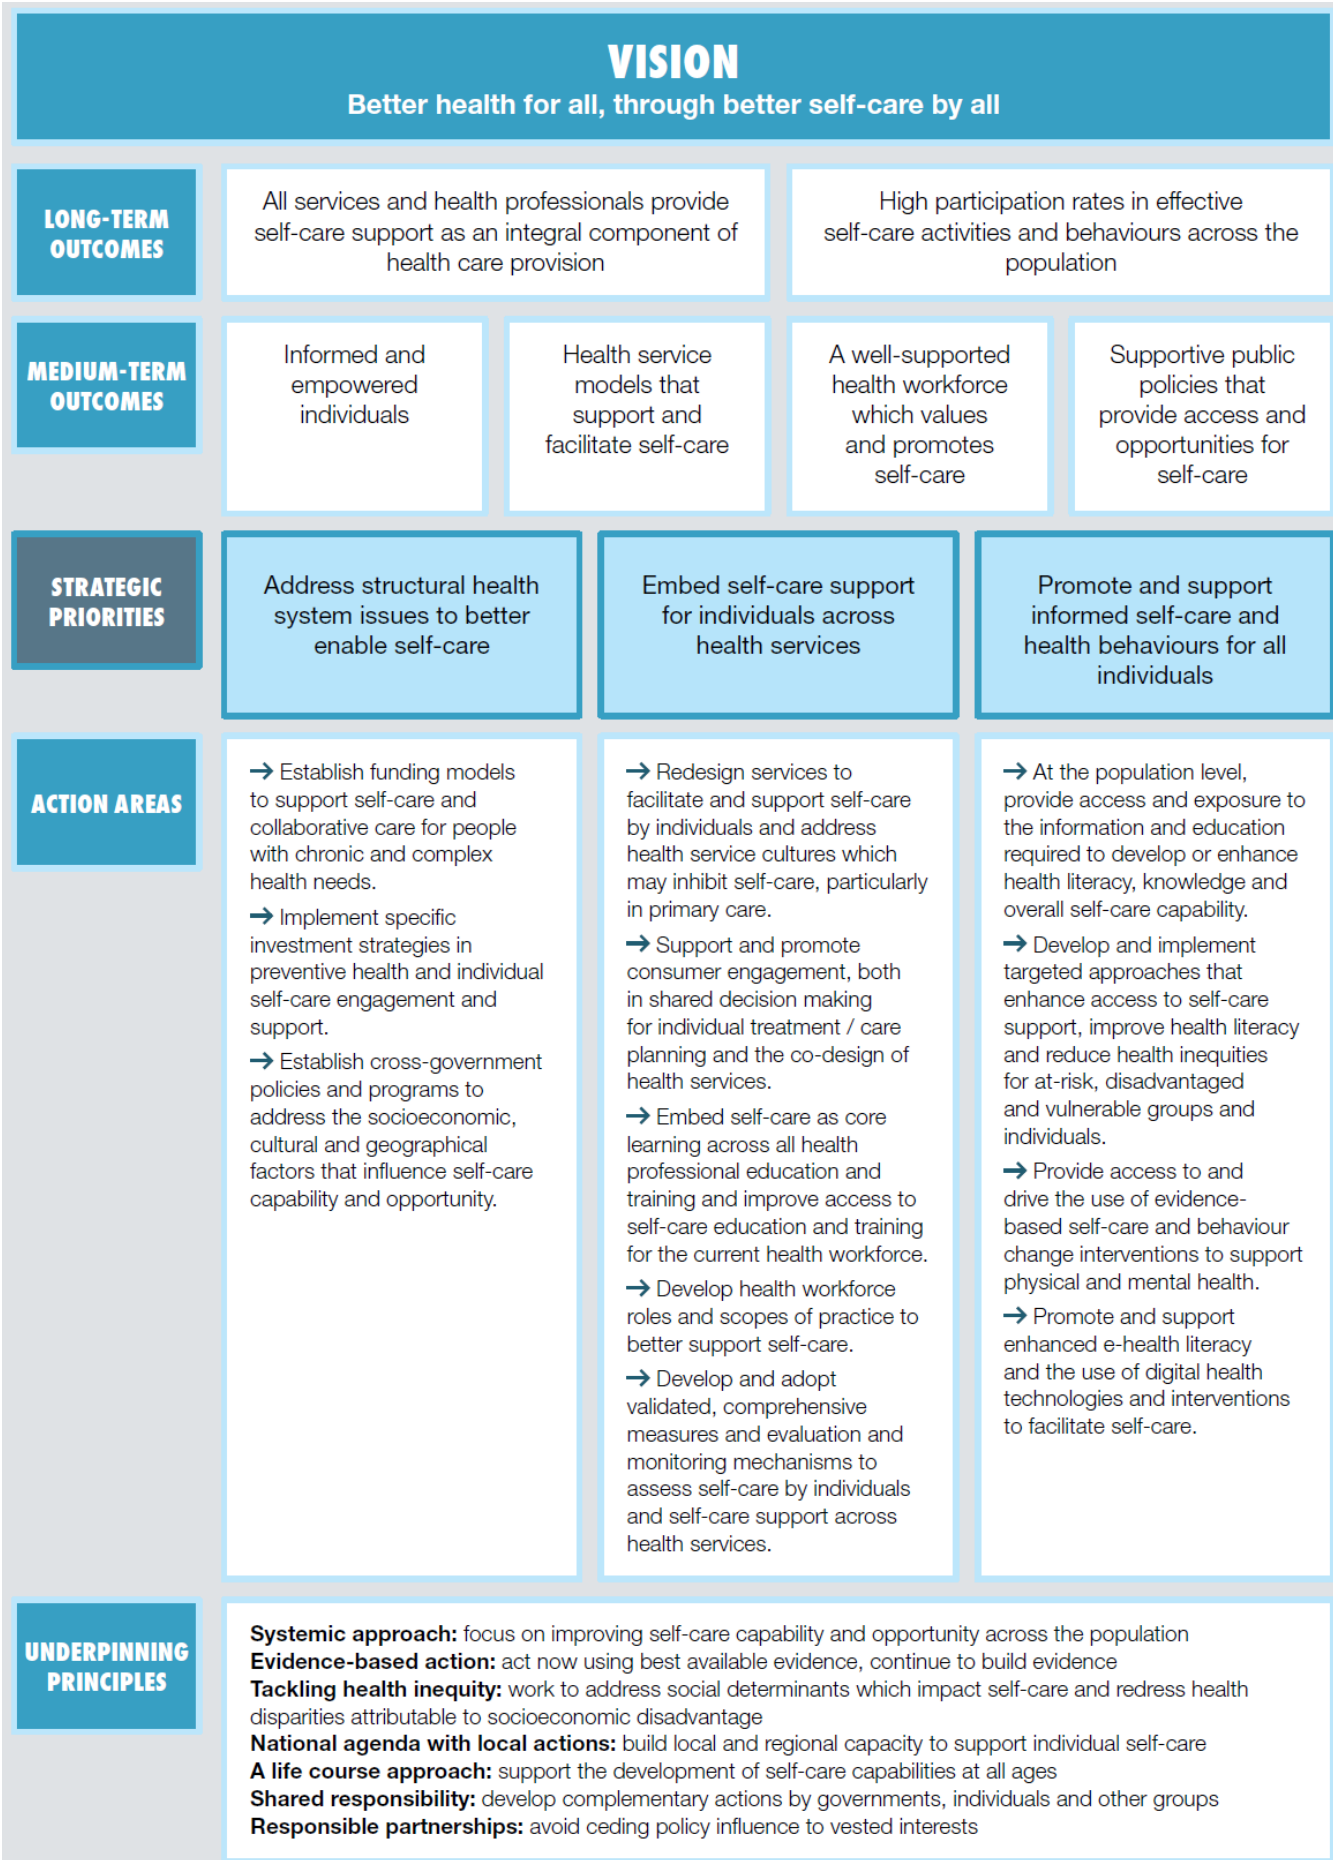 VISION
Better health for all, through better self-care by all
LONG-TERM
OUTCOMES
All services and health professionals provide
self-care support as an integral component of
health care provision
High participation rates in effective
self-care activities and behaviours across the
population
MEDIUM-TERM
OUTCOMES
Informed and
empowered
individuals
Health service
models that
support and
facilitate self-care
A well-supported
health workforce
which values
and promotes
self-care
Supportive public
policies that
provide access and
opportunities for
self-care
STRATEGIC
PRIORITIES
Address structural health
system issues to better
enable self-care
Embed self-care support
for individuals across
health services
Promote and support
informed self-care and
health behaviours for all
individuals
ACTION AREAS
→ Establish funding models
to support self-care and
collaborative care for people
with chronic and complex
health needs.
→ Implement specific
investment strategies in
preventive health and individual
self-care engagement and
support.
→ Establish cross-government
policies and programs to
address the socioeconomic,
cultural and geographical
factors that influence self-care
capability and opportunity.
→ Redesign services to
facilitate and support self-care
by individuals and address
health service cultures which
may inhibit self-care, particularly
in primary care.
→ Support and promote
consumer engagement, both
in shared decision making
for individual treatment / care
planning and the co-design of
health services.
→ Embed self-care as core
learning across all health
professional education and
training and improve access to
self-care education and training
for the current health workforce.
→ Develop health workforce
roles and scopes of practice to
better support self-care.
→ Develop and adopt
validated, comprehensive
measures and evaluation and
monitoring mechanisms to
assess self-care by individuals
and self-care support across
health services.
→ At the population level,
provide access and exposure to
the information and education
required to develop or enhance
health literacy, knowledge and
overall self-care capability.
→ Develop and implement
targeted approaches that
enhance access to self-care
support, improve health literacy
and reduce health inequities
for at-risk, disadvantaged
and vulnerable groups and
individuals.
→ Provide access to and
drive the use of evidence-
based self-care and behaviour
change interventions to support
physical and mental health.
→ Promote and support
enhanced e-health literacy
and the use of digital health
technologies and interventions
to facilitate self-care.
UNDERPINNING
PRINCIPLES
Systemic approach: focus on improving self-care capability and opportunity across the population
Evidence-based action: act now using best available evidence, continue to build evidence
Tackling health inequity: work to address social determinants which impact self-care and redress health
disparities attributable to socioeconomic disadvantage
National agenda with local actions: build local and regional capacity to support individual self-care
A life course approach: support the development of self-care capabilities at all ages
Shared responsibility: develop complementary actions by governments, individuals and other groups
Responsible partnerships: avoid ceding policy influence to vested interests